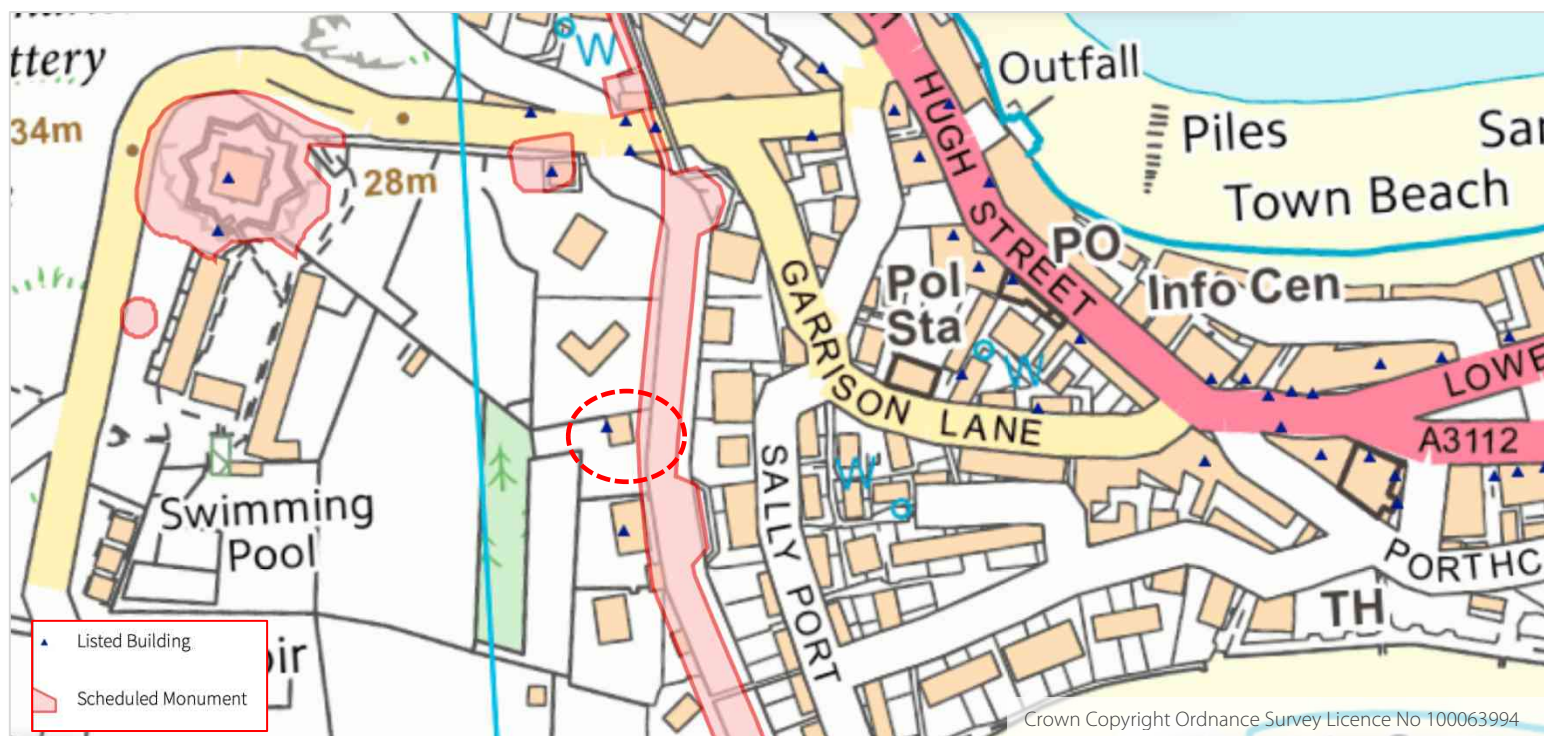 ttery
34m
28m
W
Outfall
Piles
Town Beach
HUGH STREET
PO
Pol
Sta
Info Cen
W
GARRISON LANE
LOWE
A3112
SALLY PORT
W
Swimming
Pool
PORTHC
TH
oir
Listed Building
Scheduled Monument
Crown Copyright Ordnance Survey Licence No 100063994